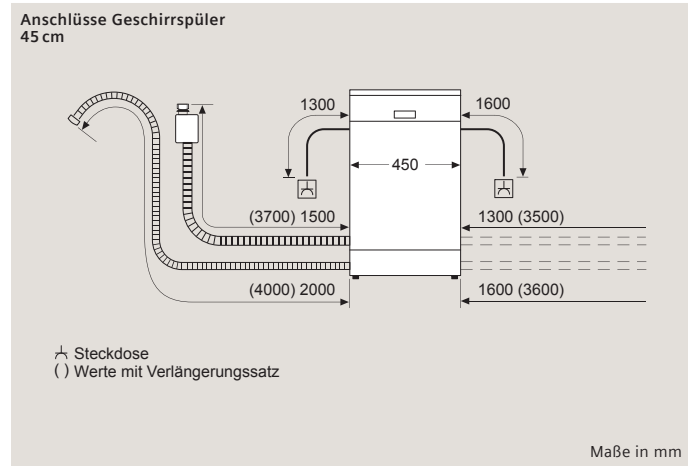 Anschlüsse Geschirrspüler
45 cm
1300
1600
450
(3700) 1500
1300 (3500)
(4000) 2000
1600 (3600)
Steckdose
( ) Werte mit Verlängerungssatz
Maße in mm